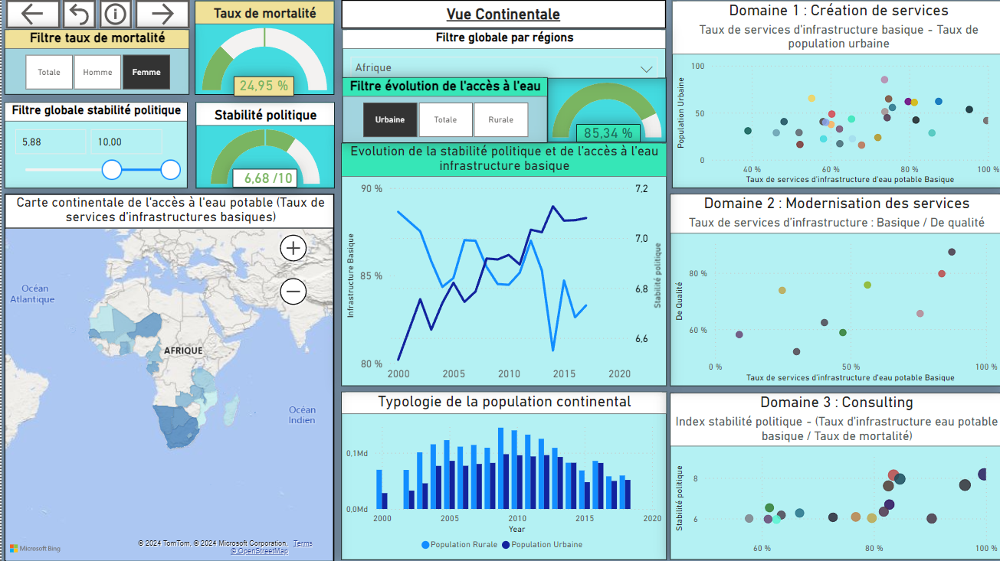 Filtre taux de mortalité
Totale
Homme
Femme
Taux de mortalité
24,95 %
Filtre globale stabilité politique
5,88
10,00
Stabilité politique
6,68 /10
Carte continentale de l'accès à l'eau potable (Taux de
services d'infrastructures basiques)
Océan
Atlantique
AFRIQUE
Océan
Indien
Microsoft Bing
© 2024 TomTom, © 2024 Microsoft Corporation,
Terms
© OpenStreetMap
Vue Continentale
Filtre globale par régions
Afrique
Filtre évolution de l'accès à l'eau
Urbaine
Totale
Rurale
85,34 %
Evolution de la stabilité politique et de l'accès à l'eau
infrastructure basique
Infrastructure Basique
90 %
85 %
80 %
7,2
7,0
6,8
6,6
Stabilité politique
2000
2005
2010
2015
2020
Typologie de la population continental
0,1Md
0,0Md
2000
2005
2010
2015
2020
Year
Population Rurale
Population Urbaine
Domaine 1 : Création de services
Taux de services d'infrastructure basique - Taux de
population urbaine
Population Urbaine
100
50
0
40 %
60 %
80 %
100 %
Taux de services d'infrastructure d'eau potable Basique
Domaine 2 : Modernisation des services
Taux de services d'infrastructure : Basique / De qualité
De Qualité
80 %
60 %
0 %
50 %
100 %
Taux de services d'infrastructure d'eau potable Basique
Domaine 3 : Consulting
Index stabilité politique - (Taux d'infrastructure eau potable
basique / Taux de mortalité)
Stabilité politique
8
6
60 %
80 %
100 %